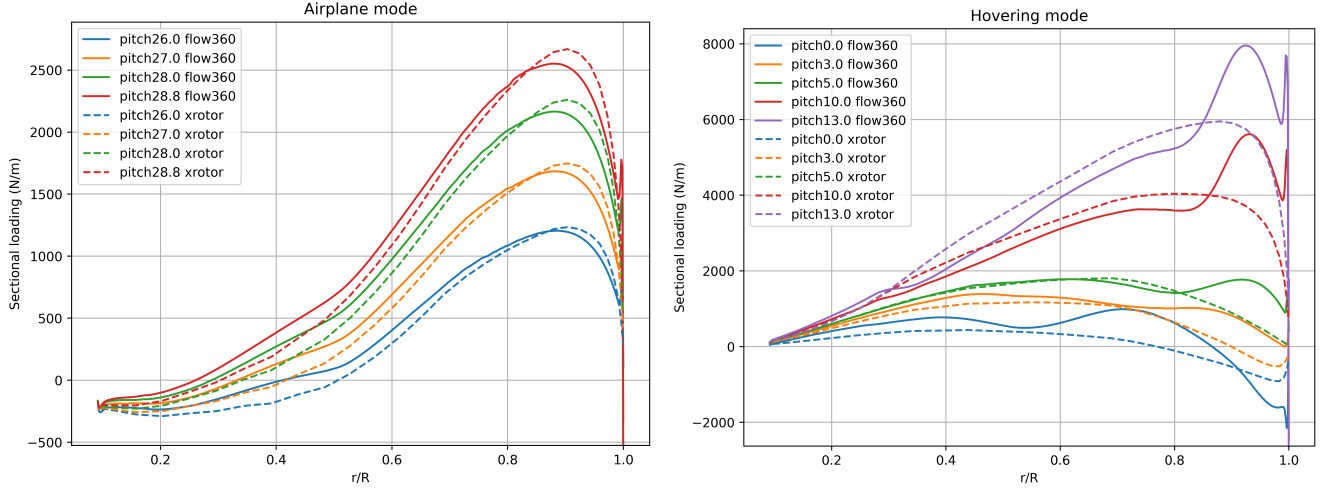 Airplane mode
pitch26.0 flow360
pitch27.0 flow360
pitch28.0 flow360
pitch28.8 flow360
pitch26.0 xrotor
pitch27.0 xrotor
pitch28.0 xrotor
pitch28.8 xrotor
Sectional loading (N/m)
2500
2000
1500
1000
500
0
−500
0.2
0.4
0.6
0.8
1.0
r/R
Hovering mode
pitch0.0 flow360
pitch3.0 flow360
pitch5.0 flow360
pitch10.0 flow360
pitch13.0 flow360
pitch0.0 xrotor
pitch3.0 xrotor
pitch5.0 xrotor
pitch10.0 xrotor
pitch13.0 xrotor
Sectional loading (N/m)
8000
6000
4000
2000
0
−2000
0.2
0.4
0.6
0.8
1.0
r/R